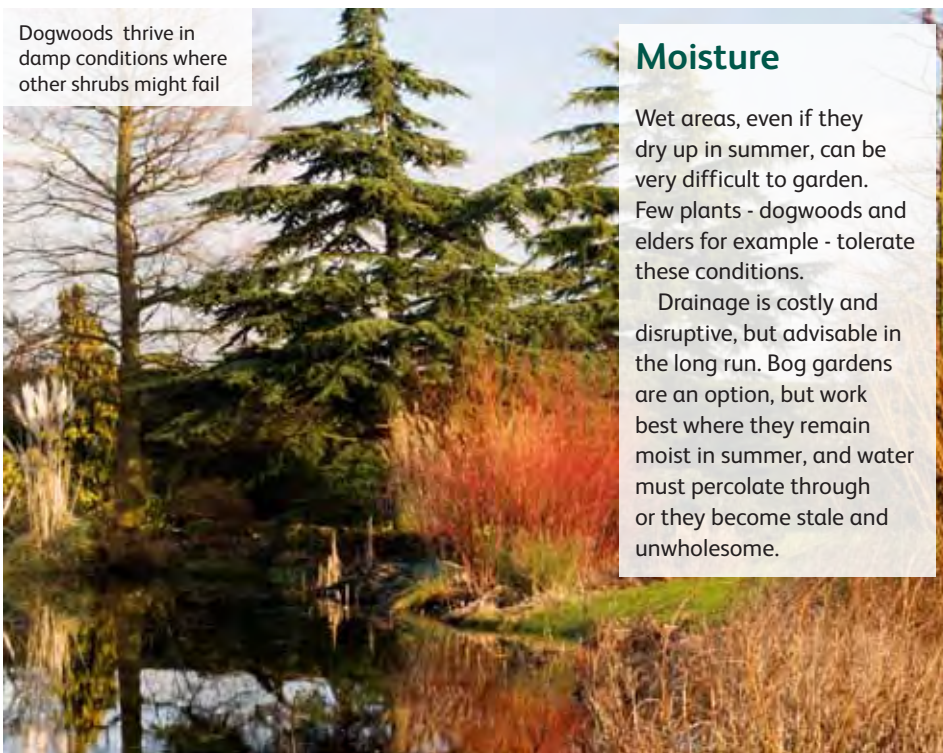 Dogwoods thrive in
damp conditions where
other shrubs might fail
Moisture
Wet areas, even if they
dry up in summer, can be
very difficult to garden.
Few plants - dogwoods and
elders for example - tolerate
these conditions.
Drainage is costly and
disruptive, but advisable in
the long run. Bog gardens
are an option, but work
best where they remain
moist in summer, and water
must percolate through
or they become stale and
unwholesome.